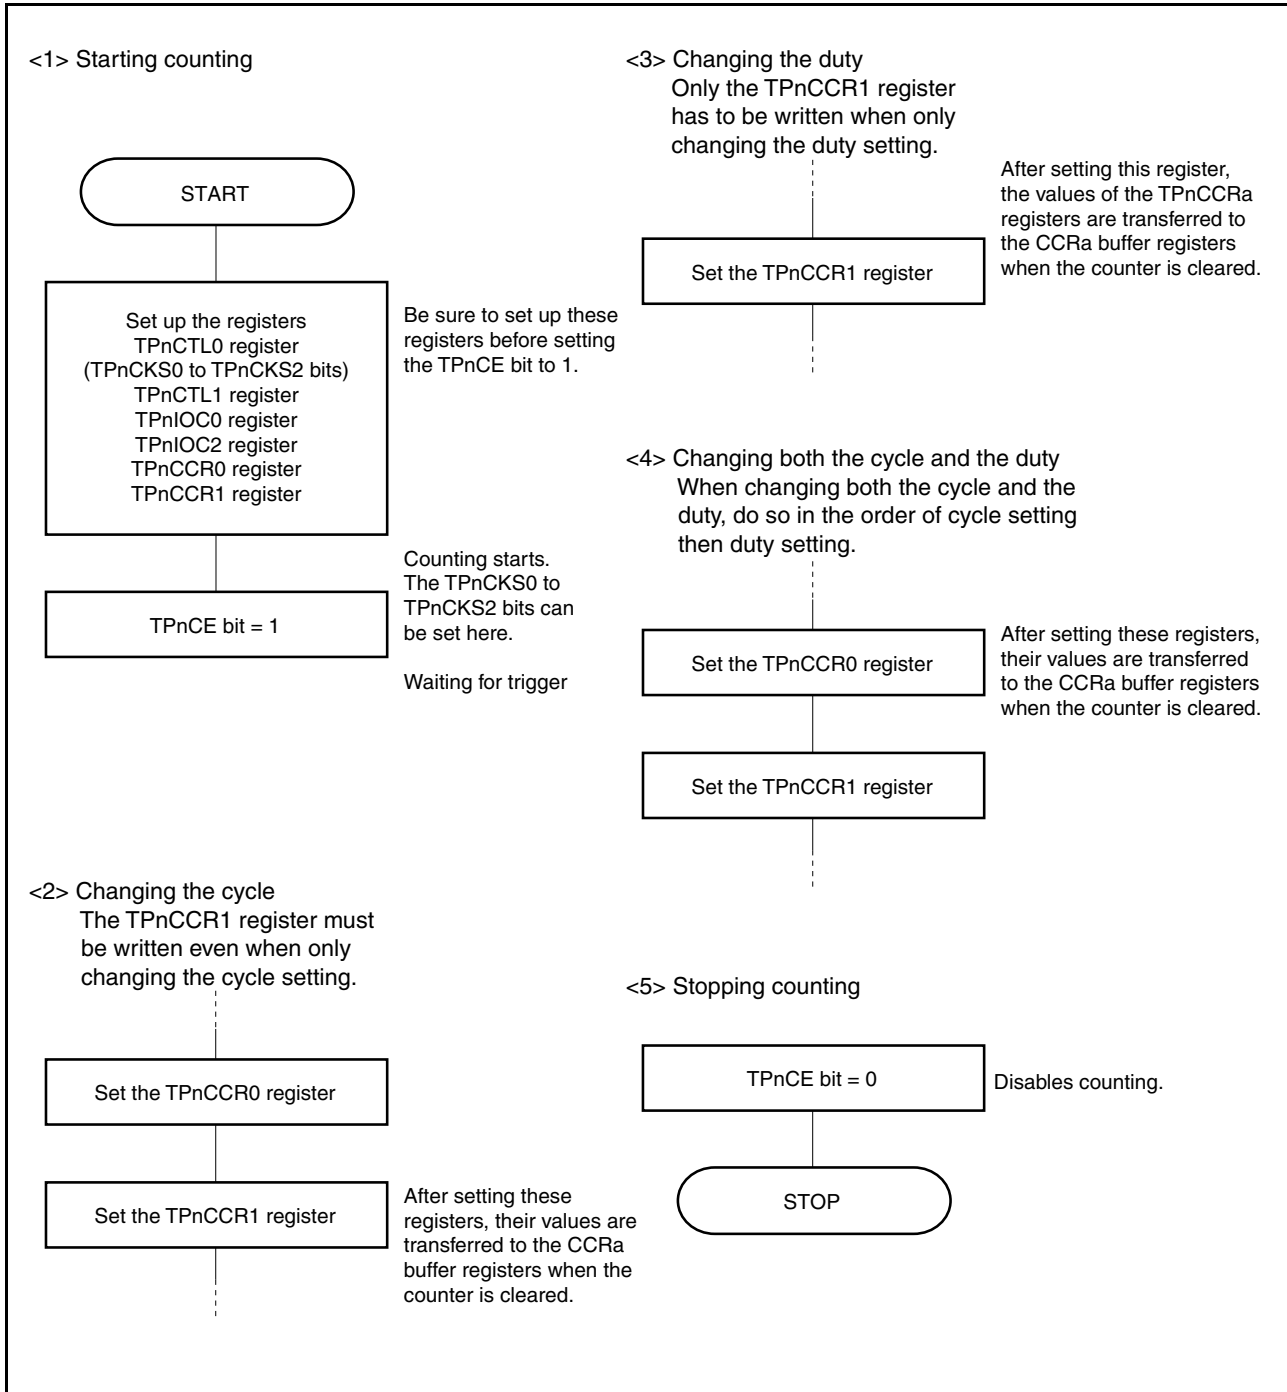 <1> Starting counting
START
Set up the registers
TPnCTL0 register
(TPnCKS0 to TPnCKS2 bits)
TPnCTL1 register
TPnIOC0 register
TPnIOC2 register
TPnCCR0 register
TPnCCR1 register
Be sure to set up these
registers before setting
the TPnCE bit to 1.
TPnCE bit = 1
Counting starts.
The TPnCKS0 to
TPnCKS2 bits can
be set here.
Waiting for trigger
<2> Changing the cycle
The TPnCCR1 register must
be written even when only
changing the cycle setting.
Set the TPnCCR0 register
Set the TPnCCR1 register
After setting these
registers, their values are
transferred to the CCRa
buffer registers when the
counter is cleared.
<3> Changing the duty
Only the TPnCCR1 register
has to be written when only
changing the duty setting.
Set the TPnCCR1 register
After setting this register,
the values of the TPnCCRa
registers are transferred to
the CCRa buffer registers
when the counter is cleared.
<4> Changing both the cycle and the duty
When changing both the cycle and the
duty, do so in the order of cycle setting
then duty setting.
Set the TPnCCR0 register
After setting these registers,
their values are transferred
to the CCRa buffer registers
when the counter is cleared.
Set the TPnCCR1 register
<5> Stopping counting
TPnCE bit = 0
Disables counting.
STOP